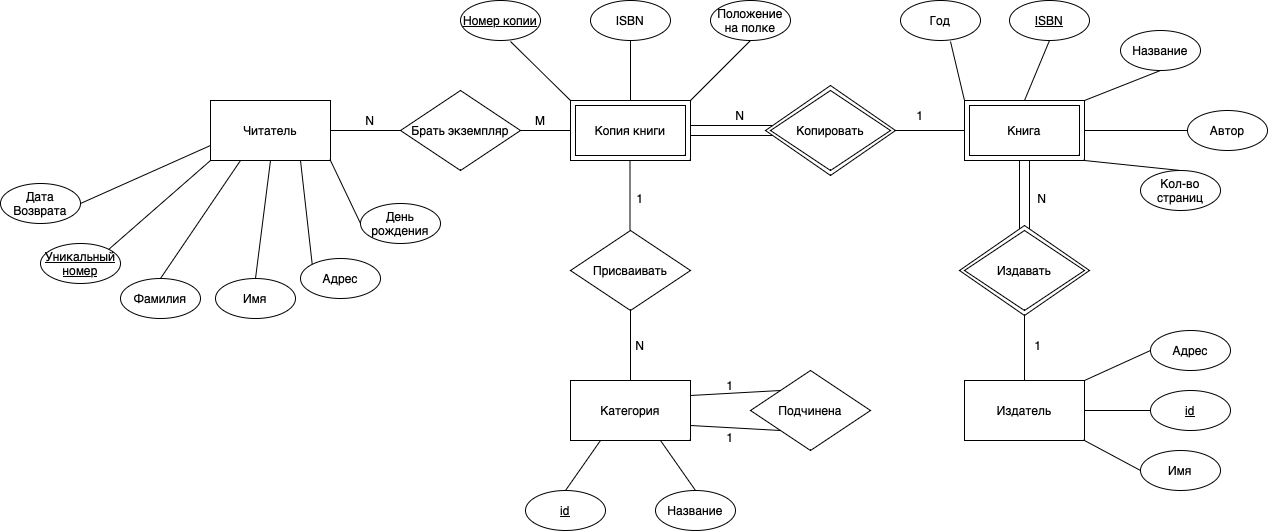 Номер копии
ISBN
Положение
на полке
Год
ISBN
Название
Читатель
N
Брать экземпляр
M
Копия книги
N
Копировать
1
Книга
Автор
Кол-во
страниц
Дата
Возврата
Уникальный
номер
Фамилия
Имя
Адрес
День
рождения
1
N
Присваивать
Издавать
N
1
Категория
1
Подчинена
1
Издатель
Адрес
id
Имя
id
Название